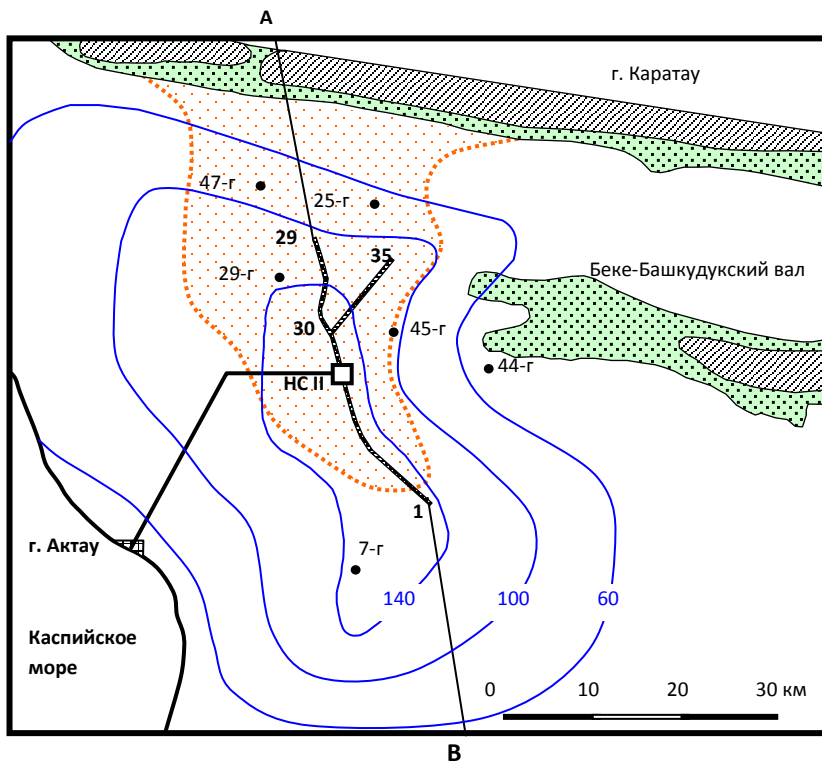 А
г. Каратау
47-г
25-г
29
35
Беке-Башкудукский вал
29-г
30
45-г
44-г
НС II
1
г. Актау
7-г
140
100
60
Каспийское
море
0
10
20
30 км
В